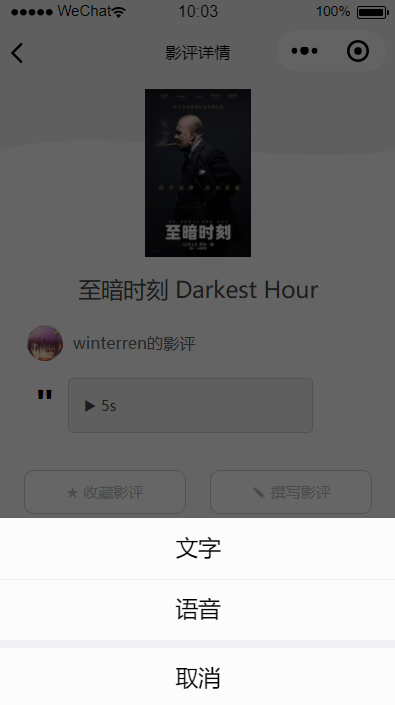 WeChat 10:03 100%
影评详情
至暗时刻
至暗时刻 Darkest Hour
winterren的影评
"
▶ 5s
★ 收藏影评 撰写影评
文字
语音
取消